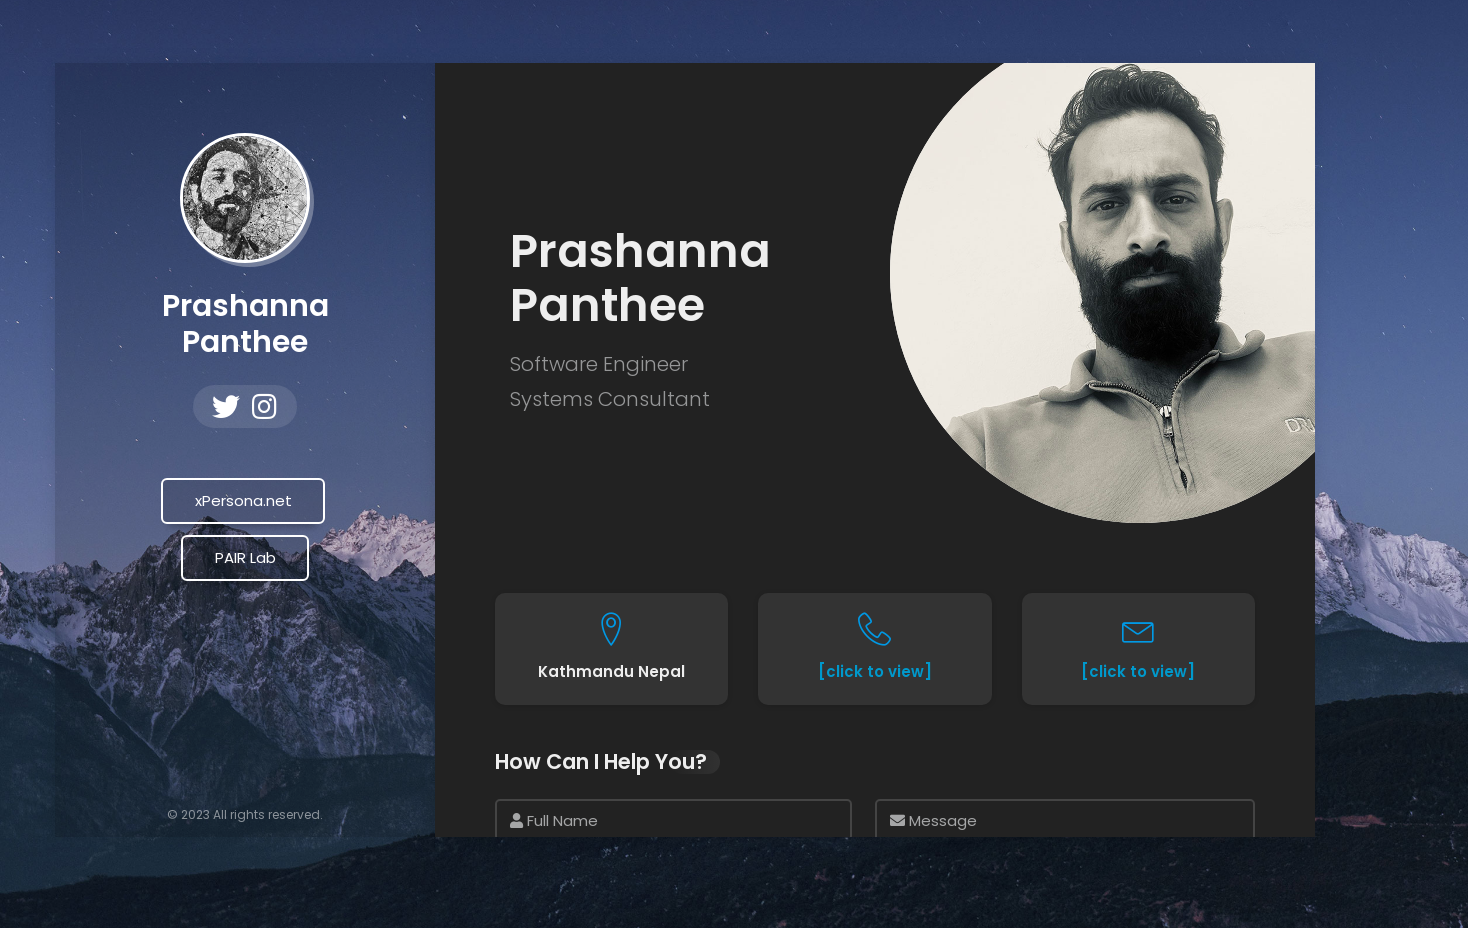 Prashanna
Panthee
xPersona.net
PAIR Lab
© 2023 All rights reserved.
Prashanna
Panthee
Software Engineer
Systems Consultant
Kathmandu Nepal
[click to view]
[click to view]
How Can I Help You?
Full Name
Message